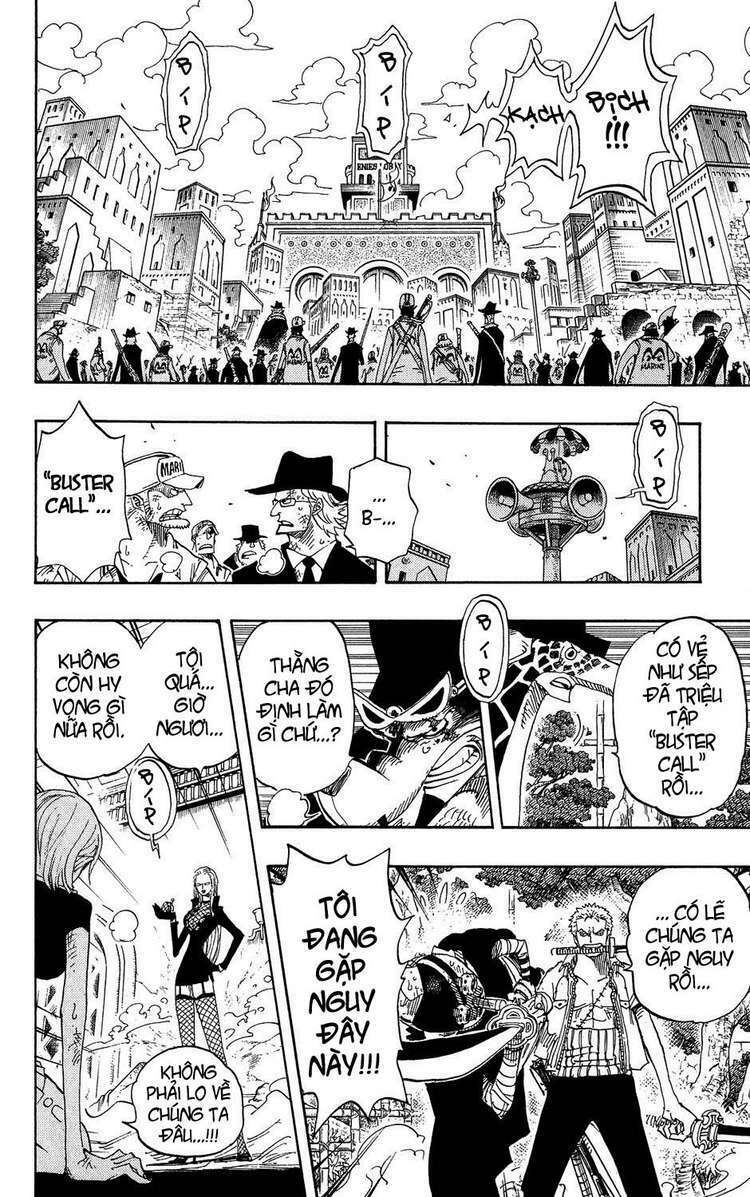 BÍP
BÍP
KẠCH
BỊCH
!!!
ENIES LOBBY
MARINE
MARINE
"BUSTER
CALL"...
MARI
...
B-...
BÍP
KHÔNG
CÒN HY
VỌNG GÌ
NỮA RỒI.
TỘI
QUÁ...
GIỜ
NGƯƠI...
BÍP
THẰNG
CHA ĐÓ
ĐỊNH LÀM
GÌ CHỨ...?
BÍP
CÓ VẺ
NHƯ SẾP
ĐÃ TRIỆU
TẬP
"BUSTER
CALL"
RỒI...
KHÔNG
PHẢI LO VỀ
CHÚNG TA
ĐÂU...!!!
TÔI
ĐANG
GẶP
NGUY
ĐÂY
NÀY!!!
... CÓ LẼ
CHÚNG TA
GẶP NGUY
RỒI...